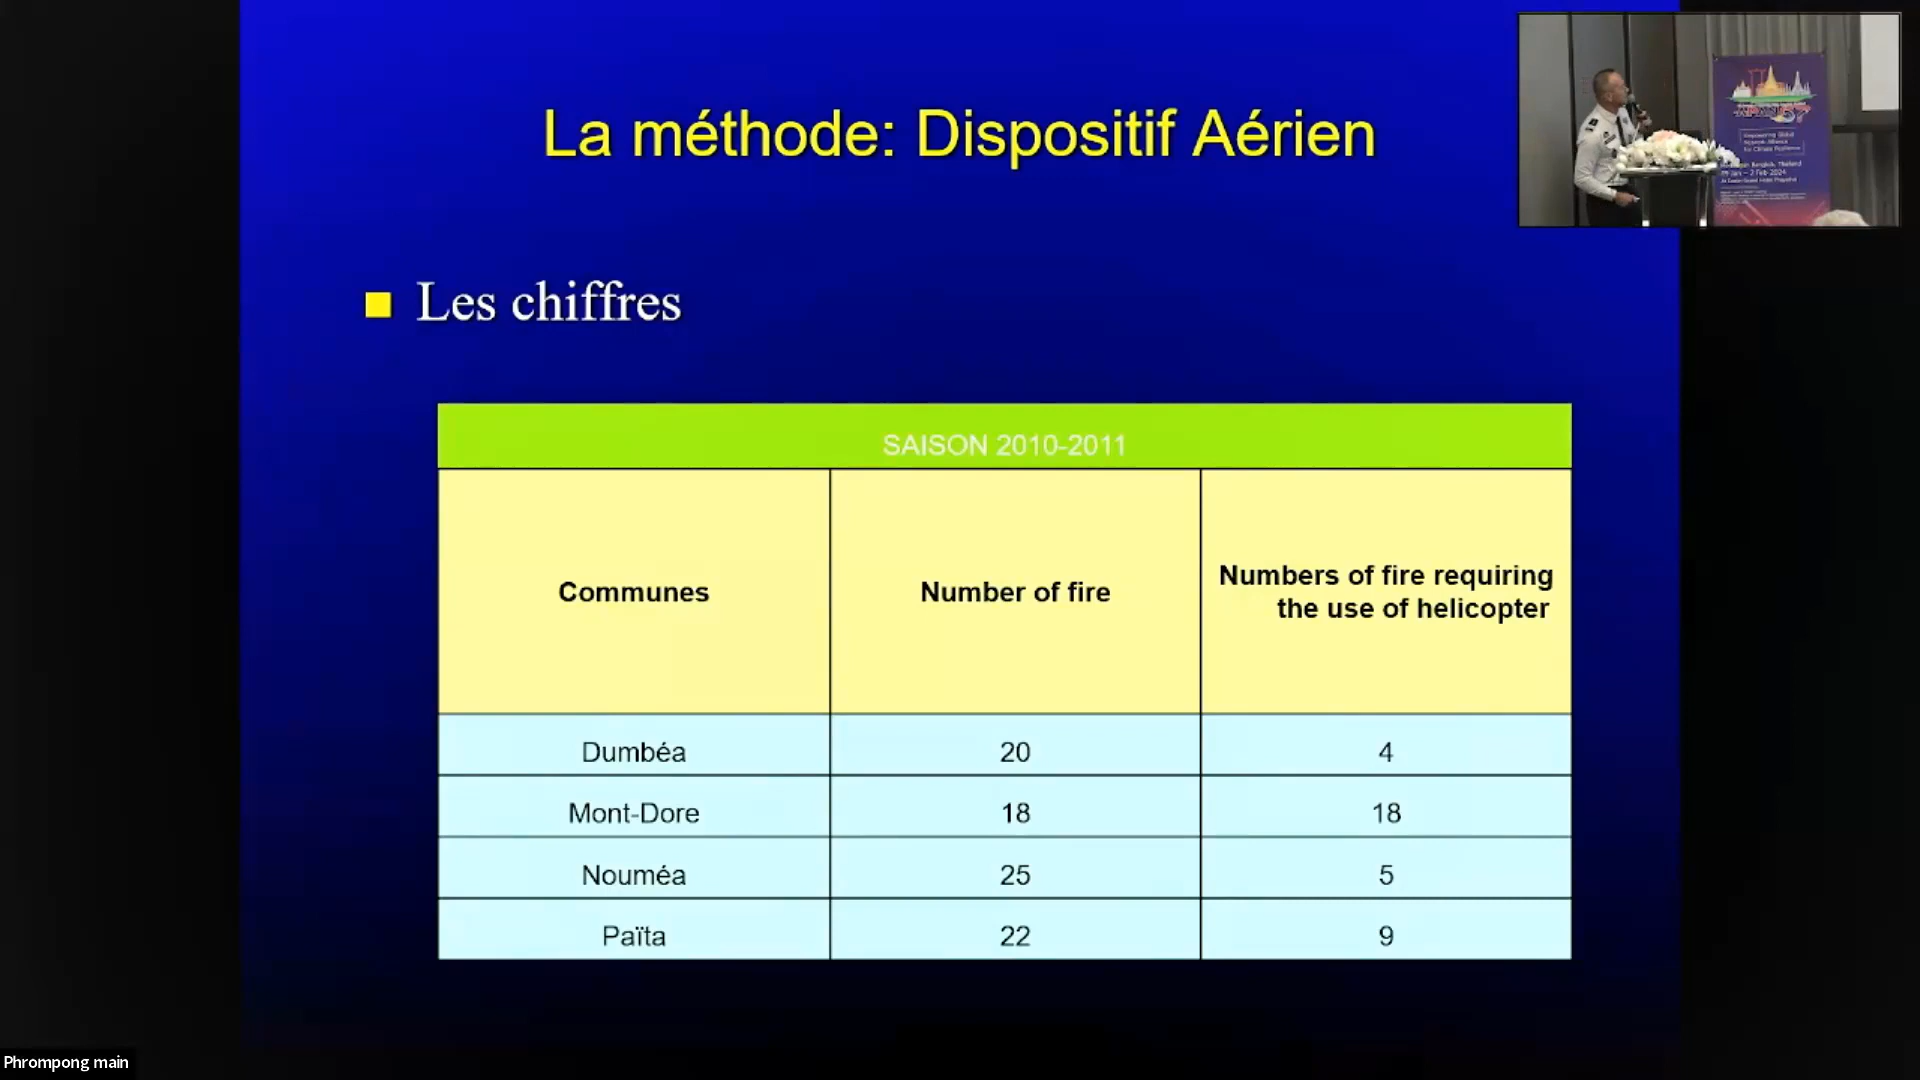 La méthode: Dispositif Aérien
Les chiffres
SAISON 2010-2011
Communes
Number of fire
Numbers of fire requiring
the use of helicopter
Dumbéa 20 4
Mont-Dore 18 18
Nouméa 25 5
Païta 22 9
Phrompong main